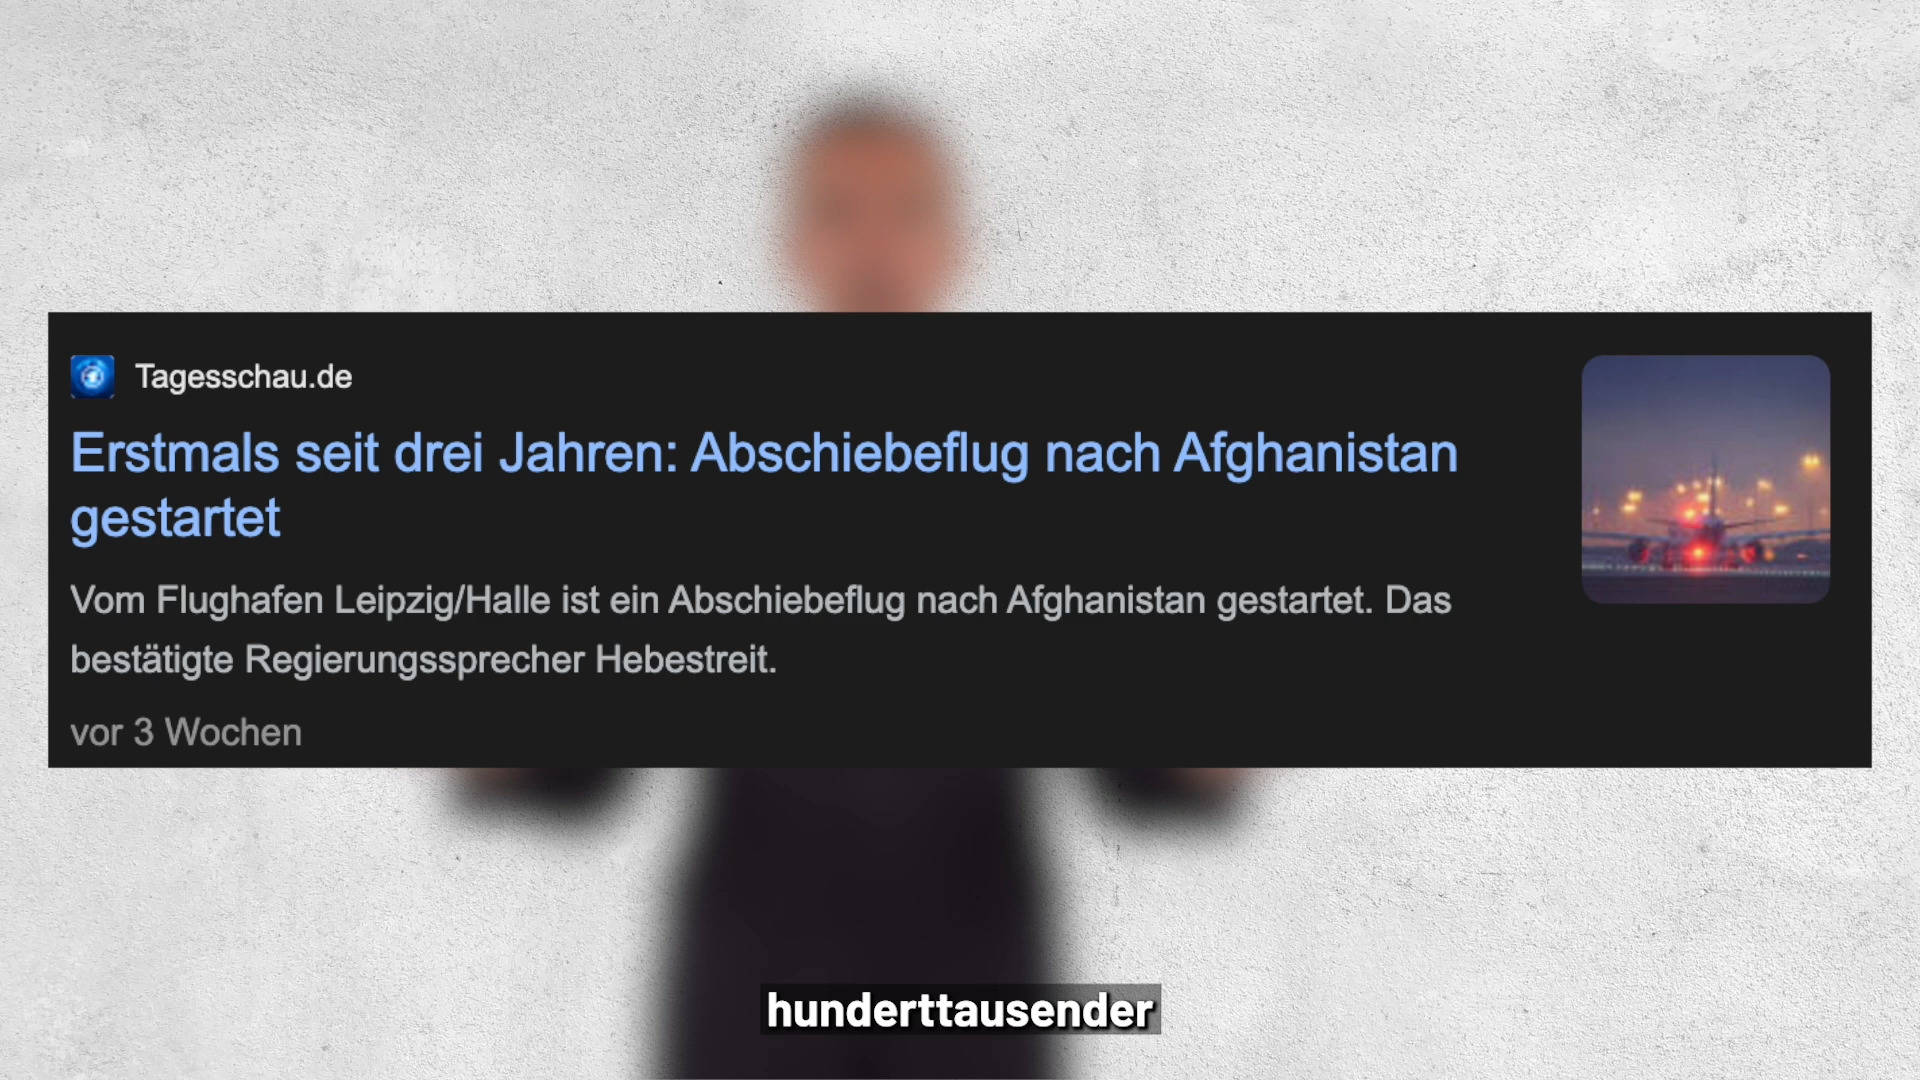 Tagesschau.de
Erstmals seit drei Jahren: Abschiebeflug nach Afghanistan
gestartet
Vom Flughafen Leipzig/Halle ist ein Abschiebeflug nach Afghanistan gestartet. Das
bestätigte Regierungssprecher Hebestreit.
vor 3 Wochen
hunderttausender